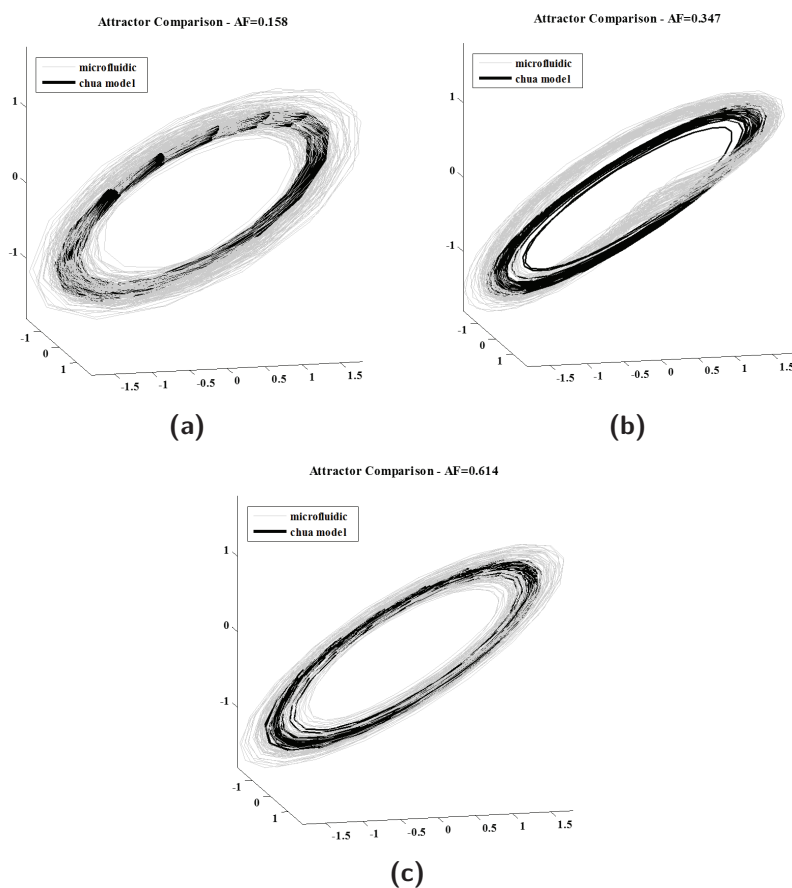 Attractor Comparison - AF=0.158
microfluidic
chua model
1
0
-1
-1
0
1
-1.5 -1 -0.5 0 0.5 1 1.5
(a)
Attractor Comparison - AF=0.347
microfluidic
chua model
1
0
-1
-1
0
1
-1.5 -1 -0.5 0 0.5 1 1.5
(b)
Attractor Comparison - AF=0.614
microfluidic
chua model
1
0
-1
-1
0
1
-1.5 -1 -0.5 0 0.5 1 1.5
(c)